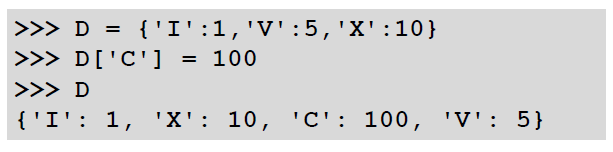 >>> D = {'I':1,'V':5,'X':10}
>>> D['C'] = 100
>>> D
{'I': 1, 'X': 10, 'C': 100, 'V': 5}